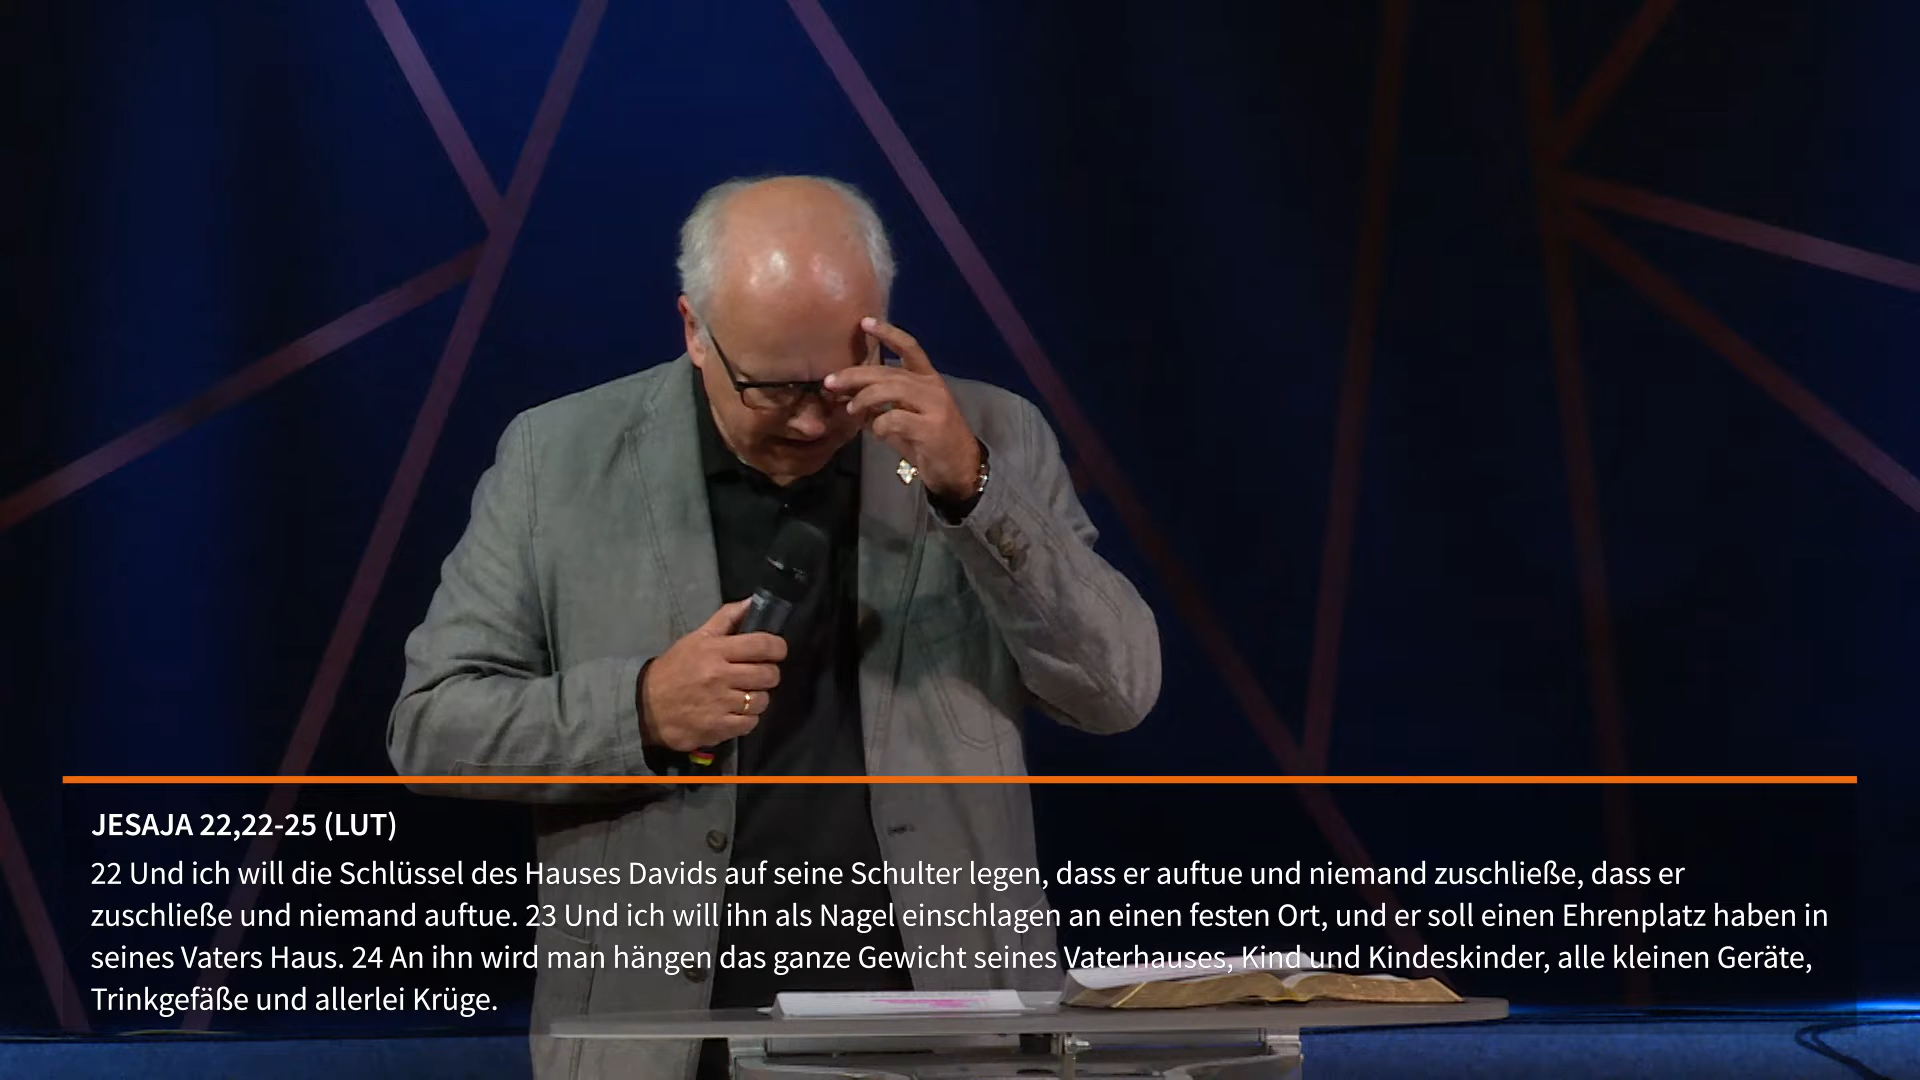 JESAJA 22,22-25 (LUT)
22 Und ich will die Schlüssel des Hauses Davids auf seine Schulter legen, dass er auftue und niemand zuschließe, dass er
zuschließe und niemand auftue. 23 Und ich will ihn als Nagel einschlagen an einen festen Ort, und er soll einen Ehrenplatz haben in
seines Vaters Haus. 24 An ihn wird man hängen das ganze Gewicht seines Vaterhauses, Kind und Kindeskinder, alle kleinen Geräte,
Trinkgefäße und allerlei Krüge.